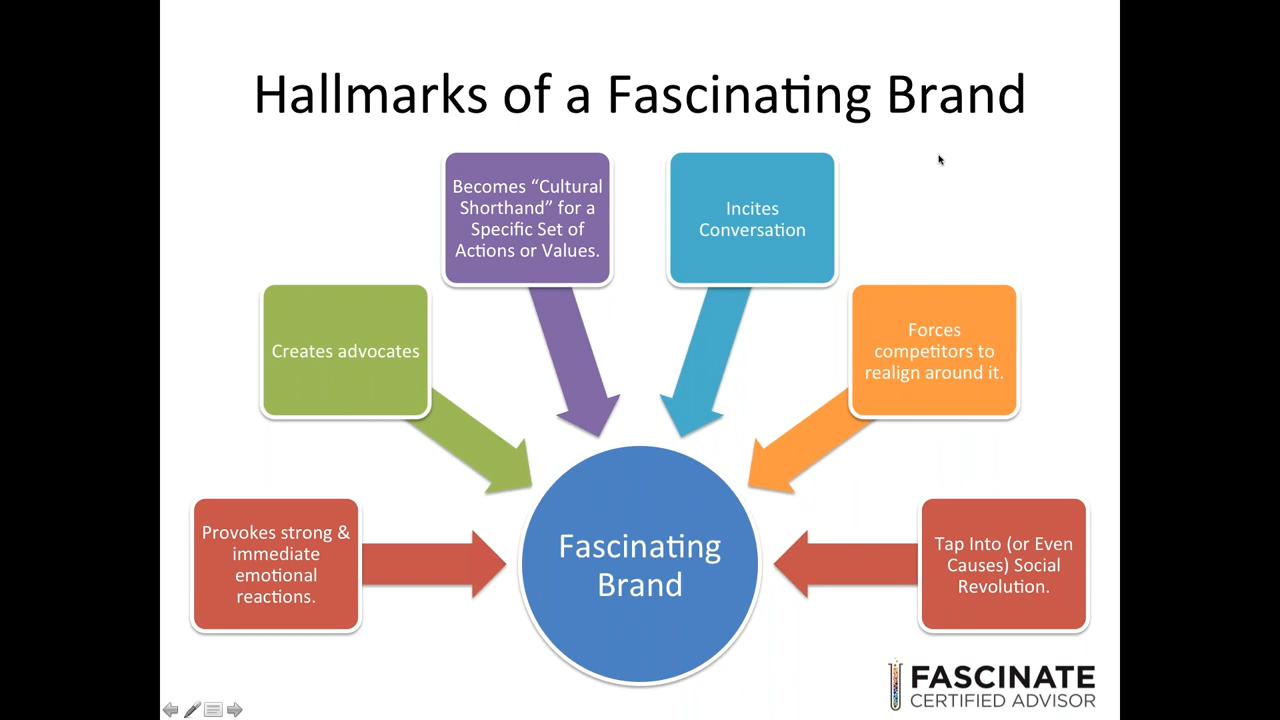 Hallmarks of a Fascinating Brand
Provokes strong &
immediate
emotional
reactions.
Creates advocates
Becomes “Cultural
Shorthand” for a
Specific Set of
Actions or Values.
Incites
Conversation
Forces
competitors to
realign around it.
Tap Into (or Even
Causes) Social
Revolution.
Fascinating
Brand
FASCINATE
CERTIFIED ADVISOR